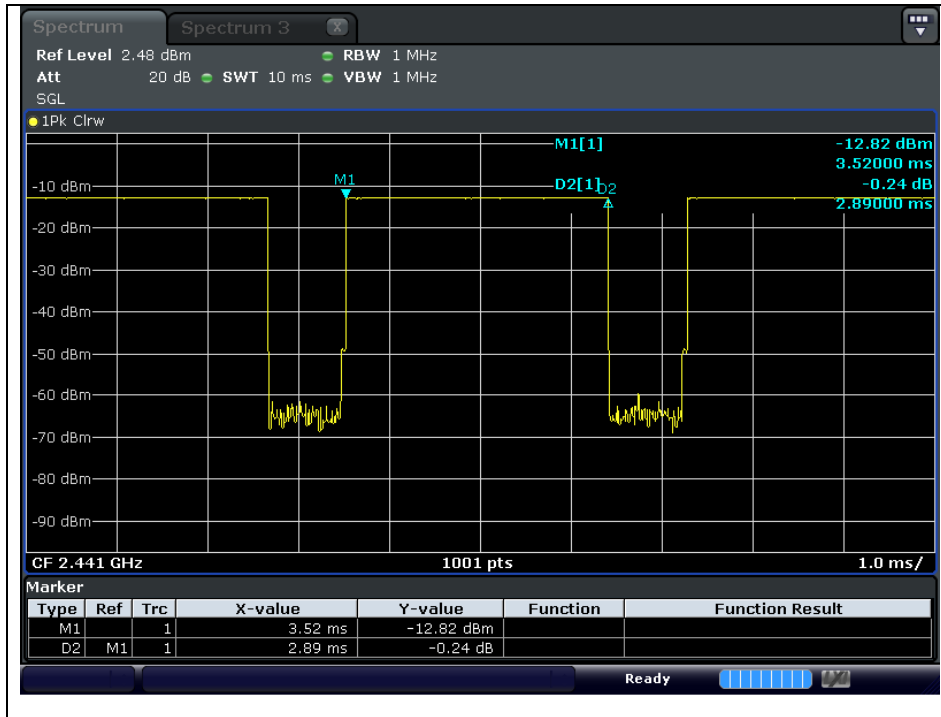 Spectrum Spectrum 3 X
Ref Level 2.48 dBm RBW 1 MHz
Att 20 dB SWT 10 ms VBW 1 MHz
SGL
1Pk Clrw
M1[1] -12.82 dBm
3.52000 ms
D2[1] -0.24 dB
2.89000 ms
M1
D2
-10 dBm
-20 dBm
-30 dBm
-40 dBm
-50 dBm
-60 dBm
-70 dBm
-80 dBm
-90 dBm
CF 2.441 GHz 1001 pts 1.0 ms/
Marker
Type Ref Trc X-value Y-value Function Function Result
M1 1 3.52 ms -12.82 dBm
D2 M1 1 2.89 ms -0.24 dB
Ready